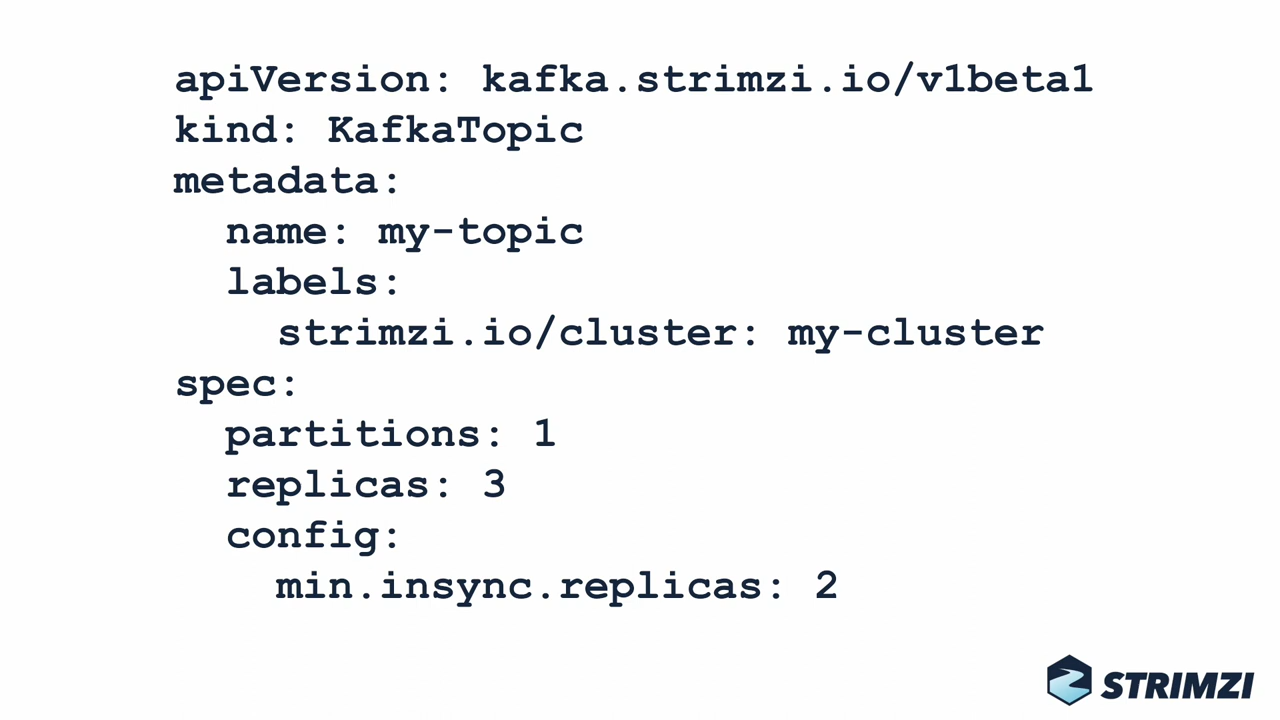 apiVersion: kafka.strimzi.io/v1beta1
kind: KafkaTopic
metadata:
  name: my-topic
  labels:
    strimzi.io/cluster: my-cluster
spec:
  partitions: 1
  replicas: 3
  config:
    min.insync.replicas: 2
STRIMZI